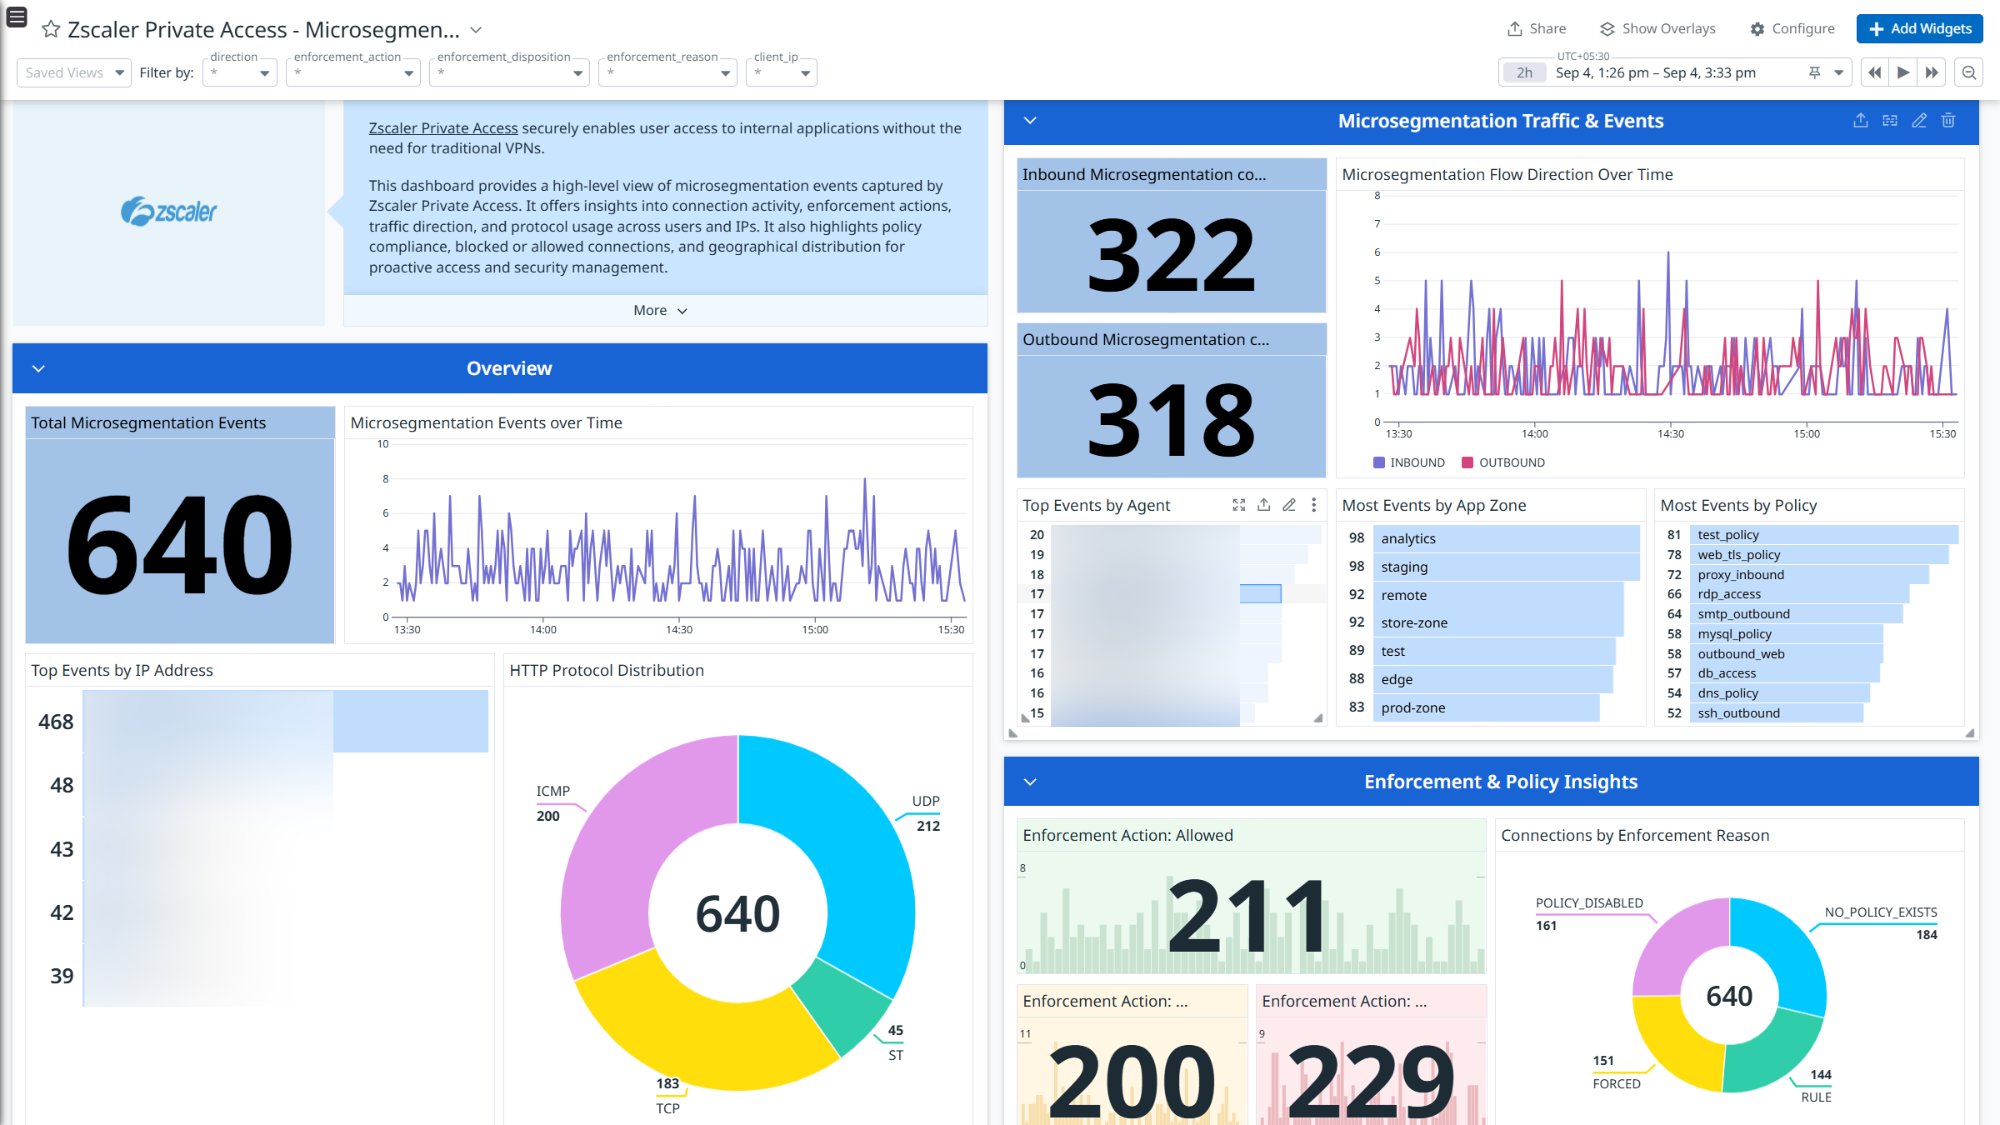 Zscaler Private Access - Microsegmen...
Share
Show Overlays
Configure
Add Widgets
Saved Views
Filter by:
direction
*
enforcement_action
*
enforcement_disposition
*
enforcement_reason
*
client_ip
*
UTC+05:30
2h
Sep 4, 1:26 pm – Sep 4, 3:33 pm
zscaler
Zscaler Private Access securely enables user access to internal applications without the
need for traditional VPNs.
This dashboard provides a high-level view of microsegmentation events captured by
Zscaler Private Access. It offers insights into connection activity, enforcement actions,
traffic direction, and protocol usage across users and IPs. It also highlights policy
compliance, blocked or allowed connections, and geographical distribution for
proactive access and security management.
More
Overview
Total Microsegmentation Events
640
Microsegmentation Events over Time
10
8
6
4
2
0
13:30
14:00
14:30
15:00
15:30
Top Events by IP Address
468
48
43
42
39
HTTP Protocol Distribution
ICMP
200
UDP
212
640
45
ST
183
TCP
Microsegmentation Traffic & Events
Inbound Microsegmentation co...
322
Outbound Microsegmentation c...
318
Microsegmentation Flow Direction Over Time
8
7
6
5
4
3
2
1
0
13:30
14:00
14:30
15:00
15:30
INBOUND
OUTBOUND
Top Events by Agent
20
19
18
17
17
17
17
16
16
15
Most Events by App Zone
98 analytics
98 staging
92 remote
92 store-zone
89 test
88 edge
83 prod-zone
Most Events by Policy
81 test_policy
78 web_tls_policy
72 proxy_inbound
66 rdp_access
64 smtp_outbound
58 mysql_policy
58 outbound_web
57 db_access
54 dns_policy
52 ssh_outbound
Enforcement & Policy Insights
Enforcement Action: Allowed
8
211
0
Enforcement Action: ...
11
200
Enforcement Action: ...
9
229
Connections by Enforcement Reason
POLICY_DISABLED
161
NO_POLICY_EXISTS
184
640
151
FORCED
144
RULE